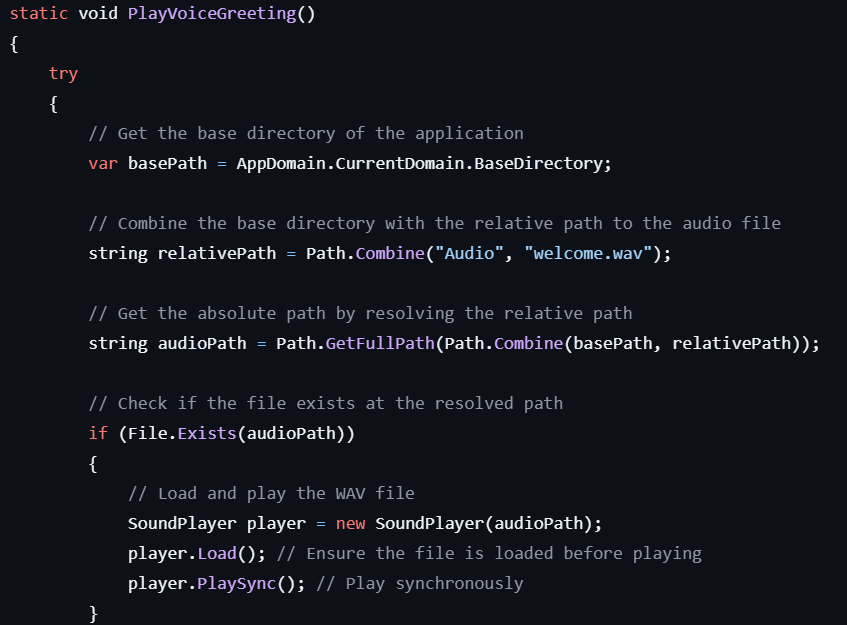 static void PlayVoiceGreeting()
{
    try
    {
        // Get the base directory of the application
        var basePath = AppDomain.CurrentDomain.BaseDirectory;

        // Combine the base directory with the relative path to the audio file
        string relativePath = Path.Combine("Audio", "welcome.wav");

        // Get the absolute path by resolving the relative path
        string audioPath = Path.GetFullPath(Path.Combine(basePath, relativePath));

        // Check if the file exists at the resolved path
        if (File.Exists(audioPath))
        {
            // Load and play the WAV file
            SoundPlayer player = new SoundPlayer(audioPath);
            player.Load(); // Ensure the file is loaded before playing
            player.PlaySync(); // Play synchronously
        }